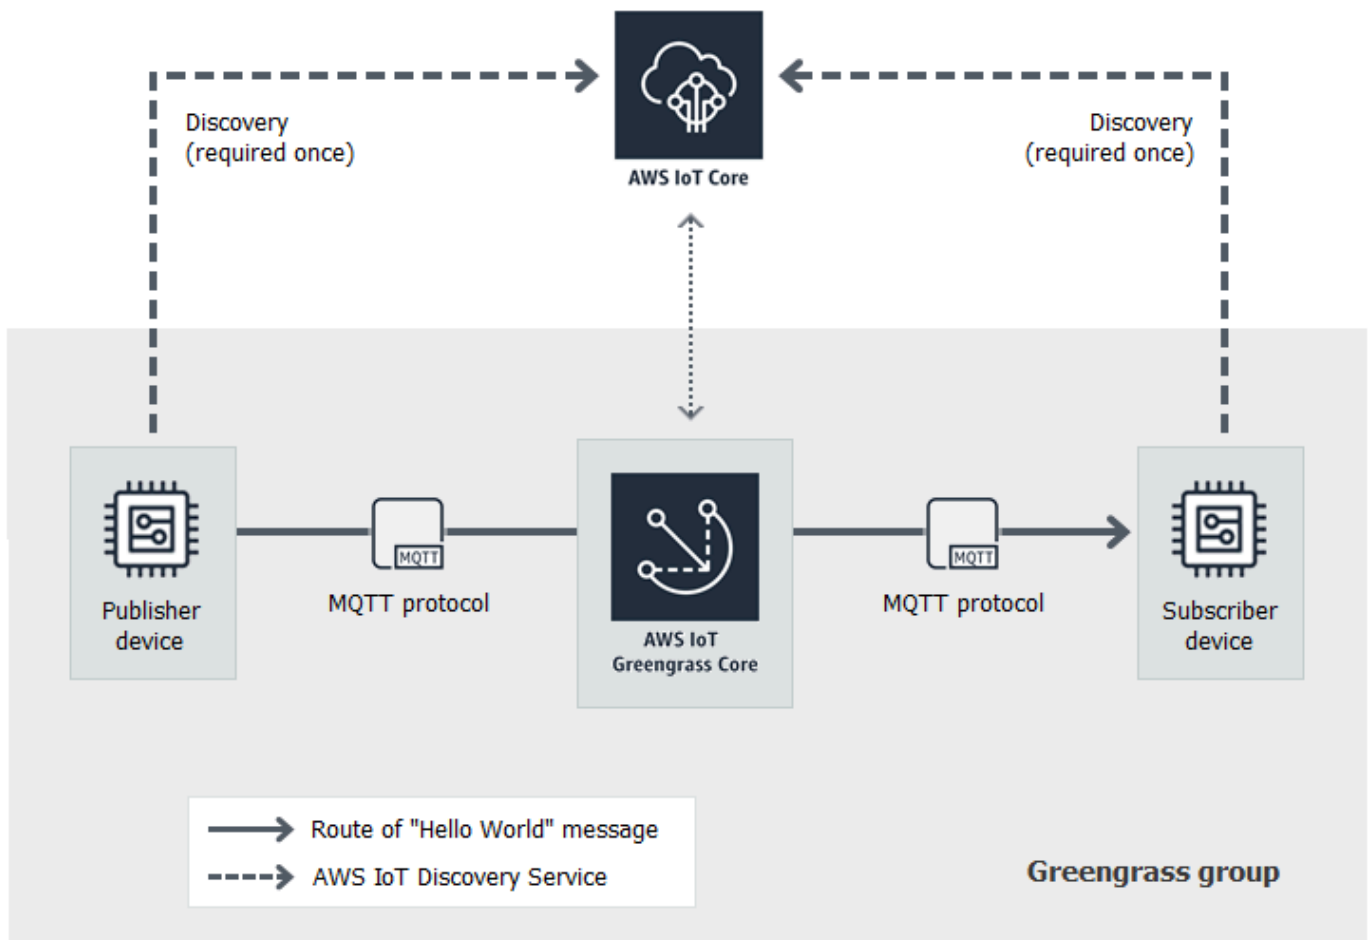 Discovery
(required once)
AWS IoT Core
Discovery
(required once)
Publisher
device
MQTT
MQTT protocol
AWS IoT
Greengrass Core
MQTT
MQTT protocol
Subscriber
device
Route of "Hello World" message
AWS IoT Discovery Service
Greengrass group